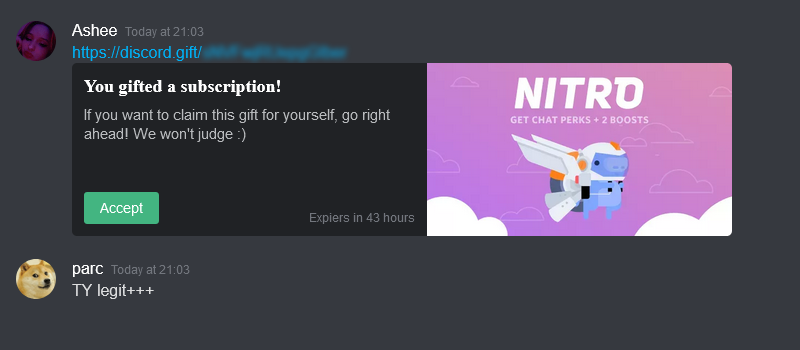 Ashee Today at 21:03
https://discord.gift/
You gifted a subscription!
If you want to claim this gift for yourself, go right
ahead! We won't judge :)
Accept
Expiers in 43 hours
NITRO
GET CHAT PERKS + 2 BOOSTS
parc Today at 21:03
TY legit+++